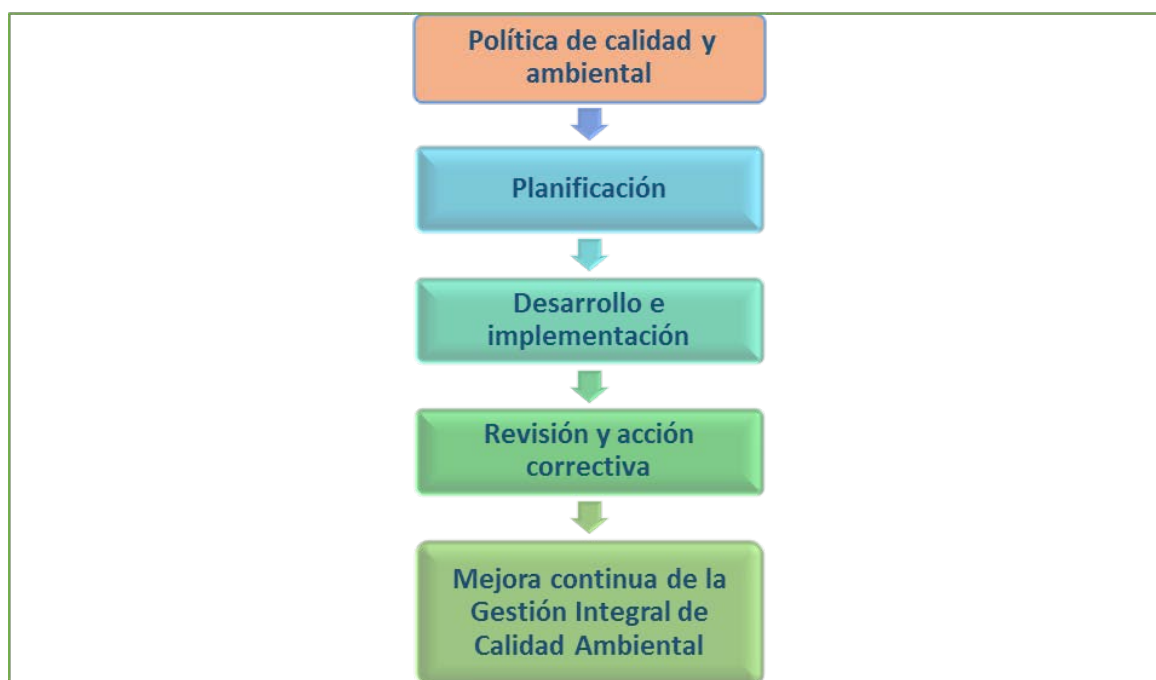 Política de calidad y
ambiental
Planificación
Desarrollo e
implementación
Revisión y acción
correctiva
Mejora continua de la
Gestión Integral de
Calidad Ambiental